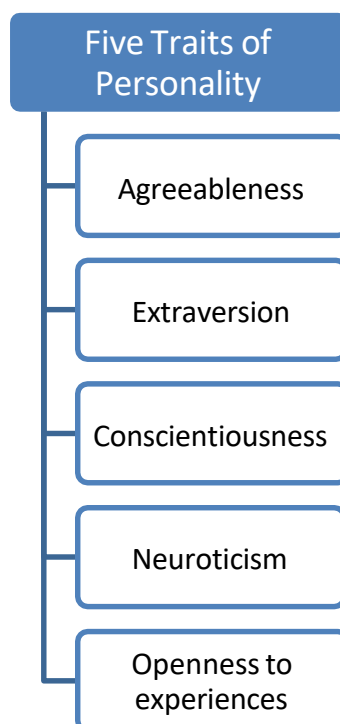 Five Traits of
Personality
Agreeableness
Extraversion
Conscientiousness
Neuroticism
Openness to
experiences